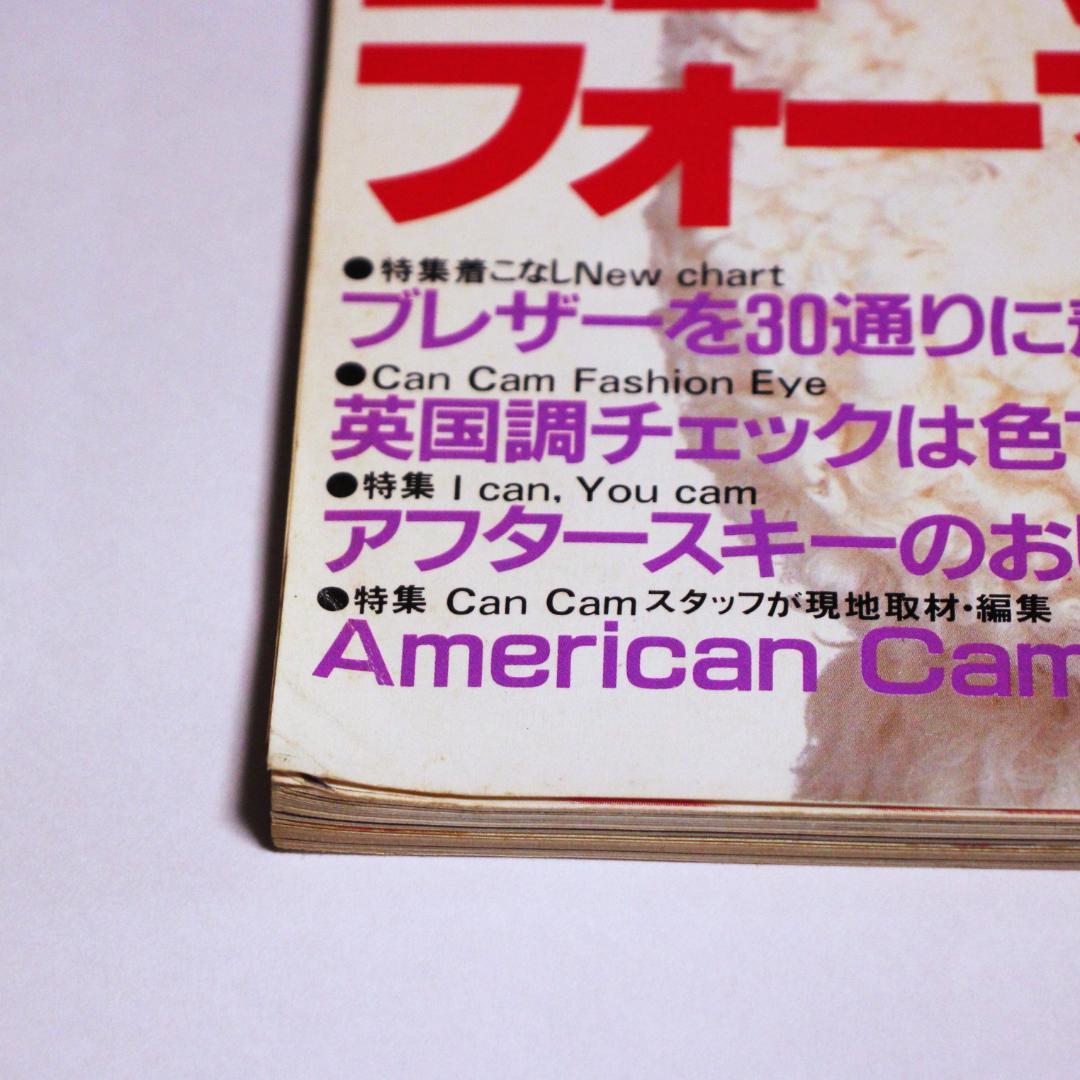 フォー
●特集着こなしNew chart
ブレザーを30通りに
●Can Cam Fashion Eye
英国調チェックは色
●特集 I can, You cam
アフタースキーのお
●特集 Can Camスタッフが現地取材・編集
American Cam